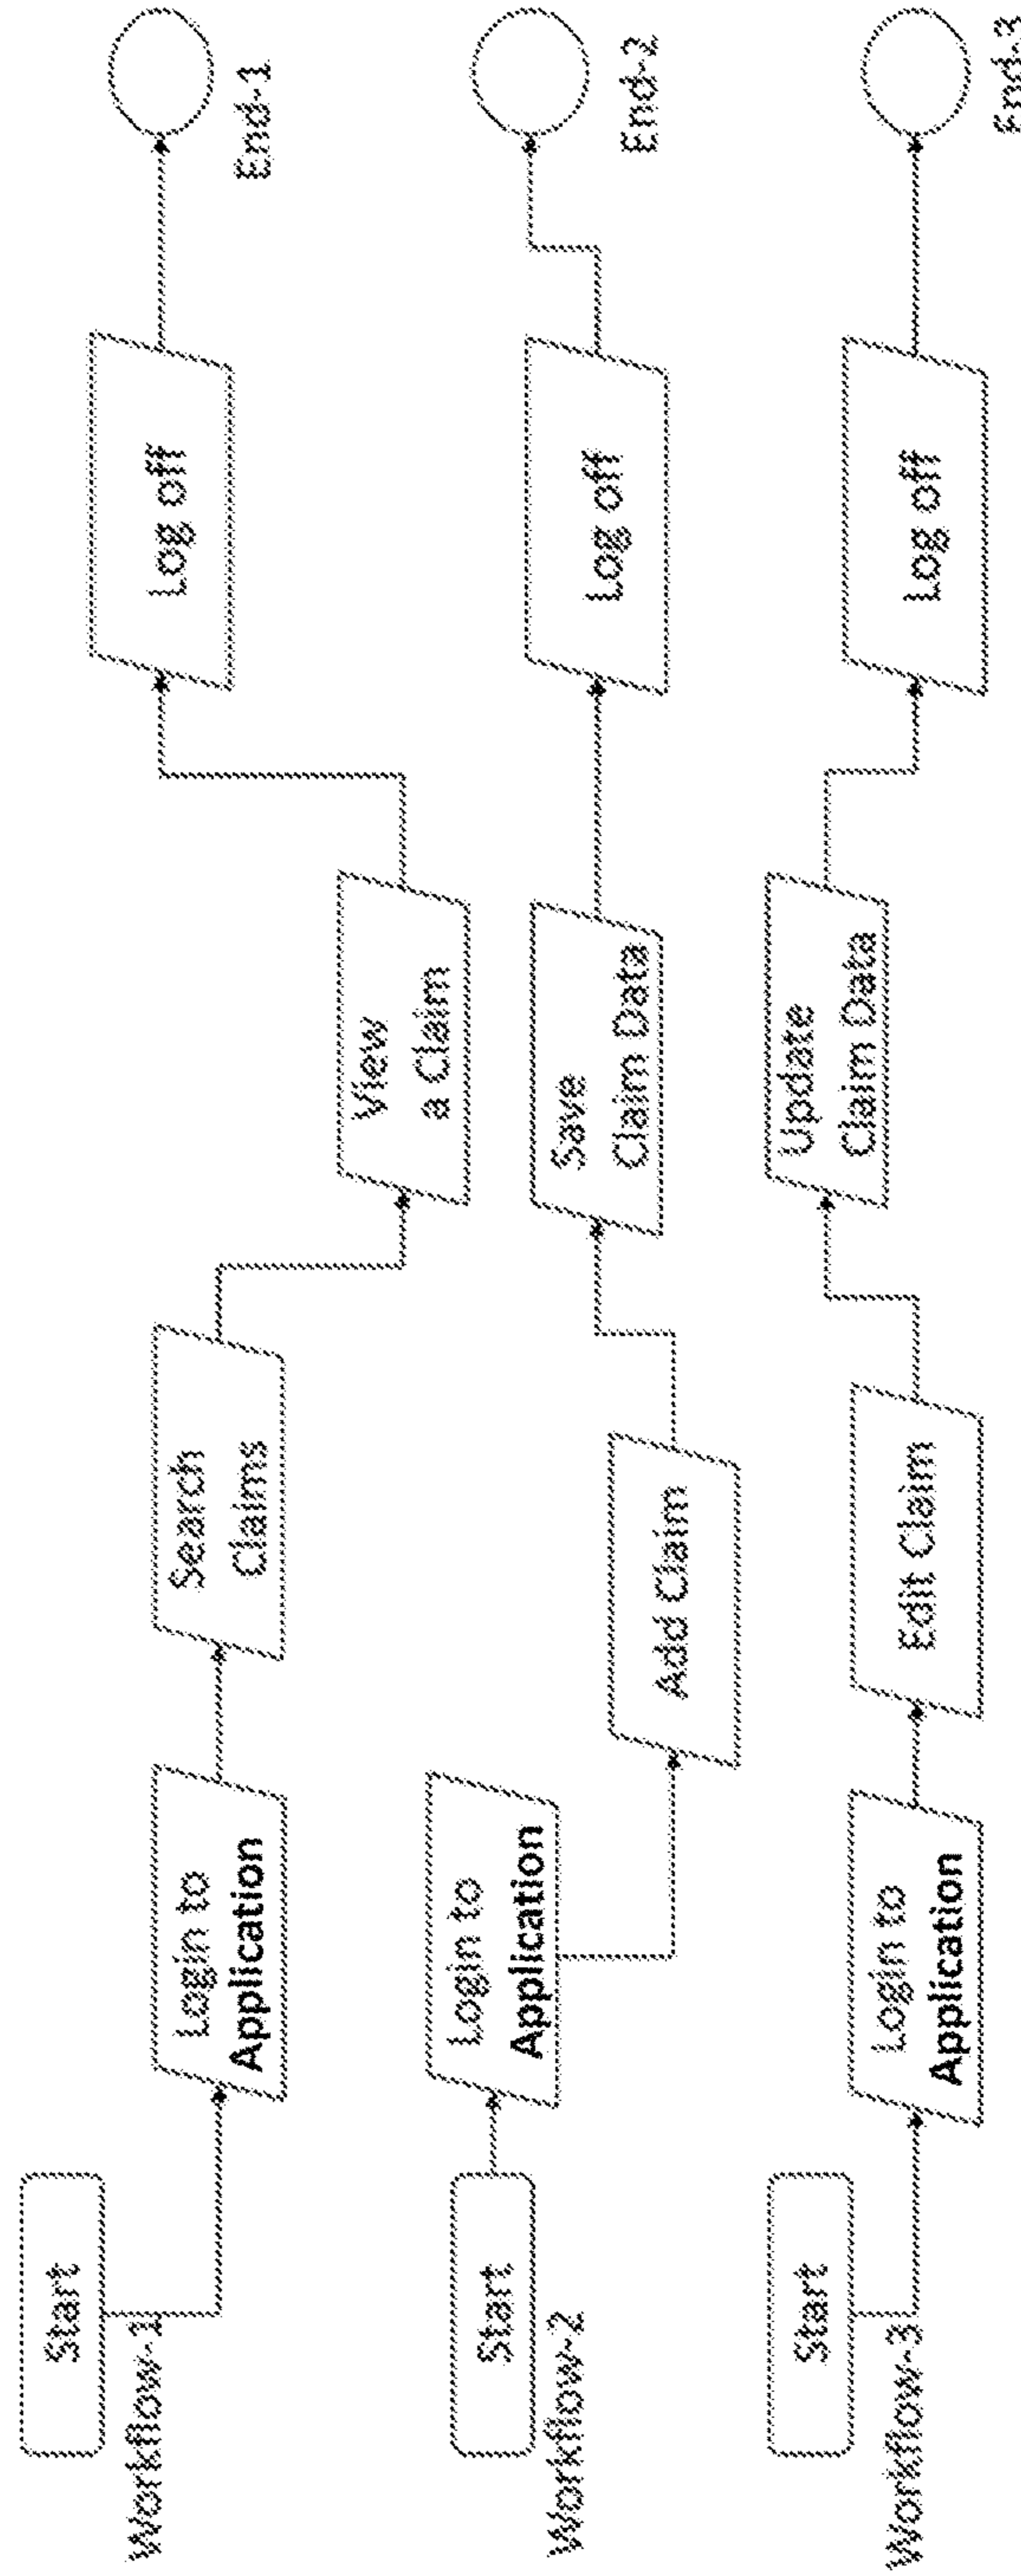 Start
Workflow-1
Login to
Application
Search
Claims
View
a Claim
Log off
End-1
Start
Workflow-2
Login to
Application
Add Claim
Save
Claim Data
Log off
End-2
Start
Workflow-3
Login to
Application
Edit Claim
Update
Claim Data
Log off
End-3